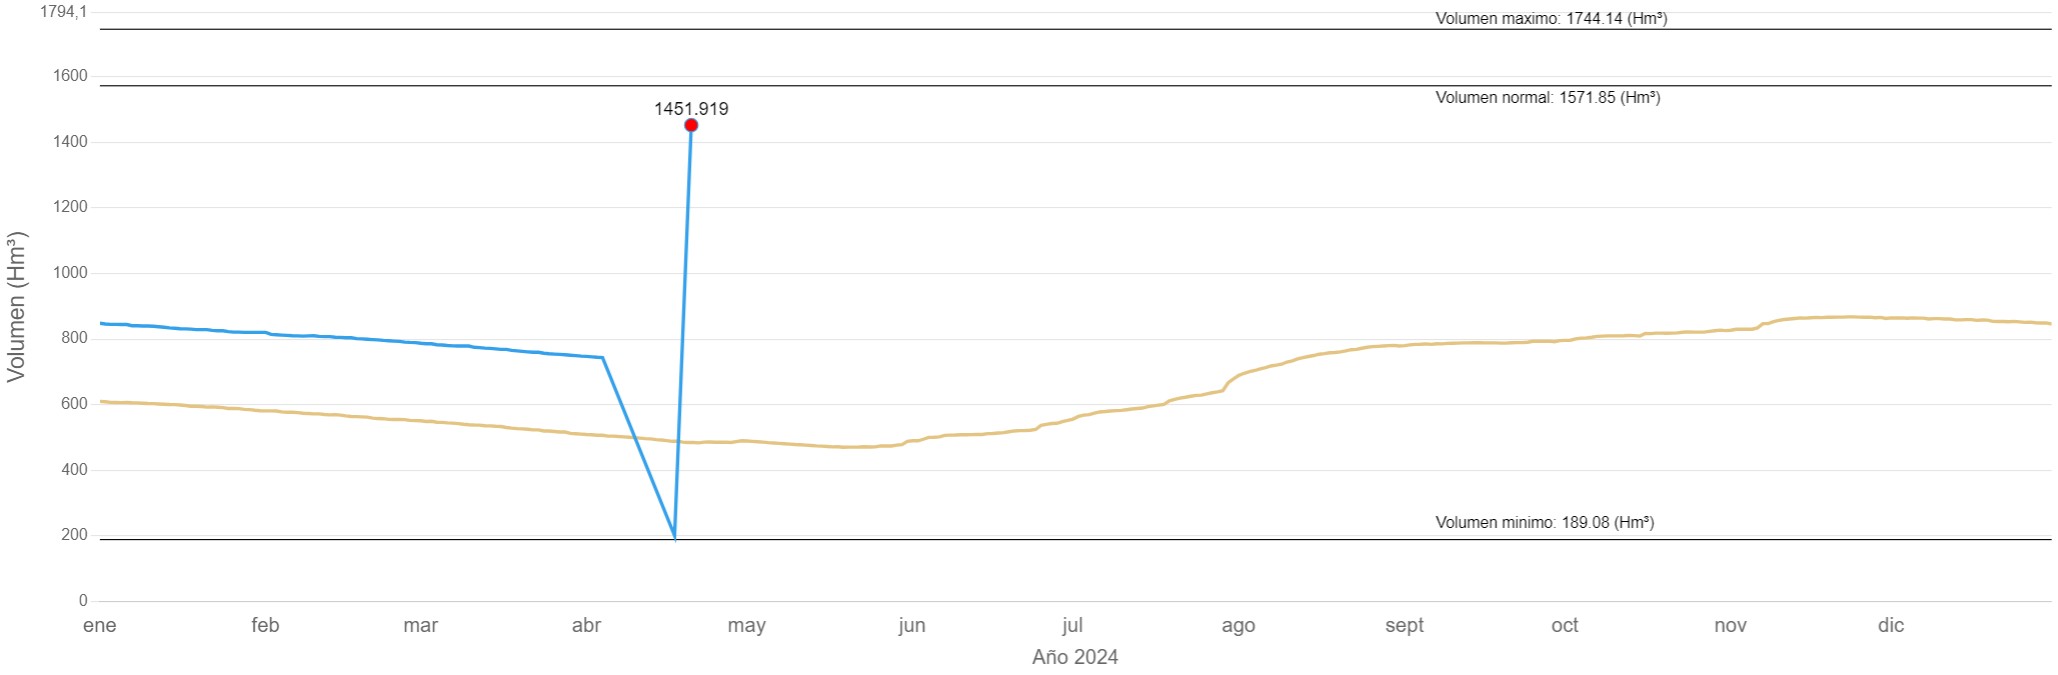 1794,1
Volumen maximo: 1744.14 (Hm³)
1600
Volumen normal: 1571.85 (Hm³)
1451.919
1400
1200
1000
800
600
400
Volumen minimo: 189.08 (Hm³)
200
0
Volumen (Hm³)
ene feb mar abr may jun jul ago sept oct nov dic
Año 2024